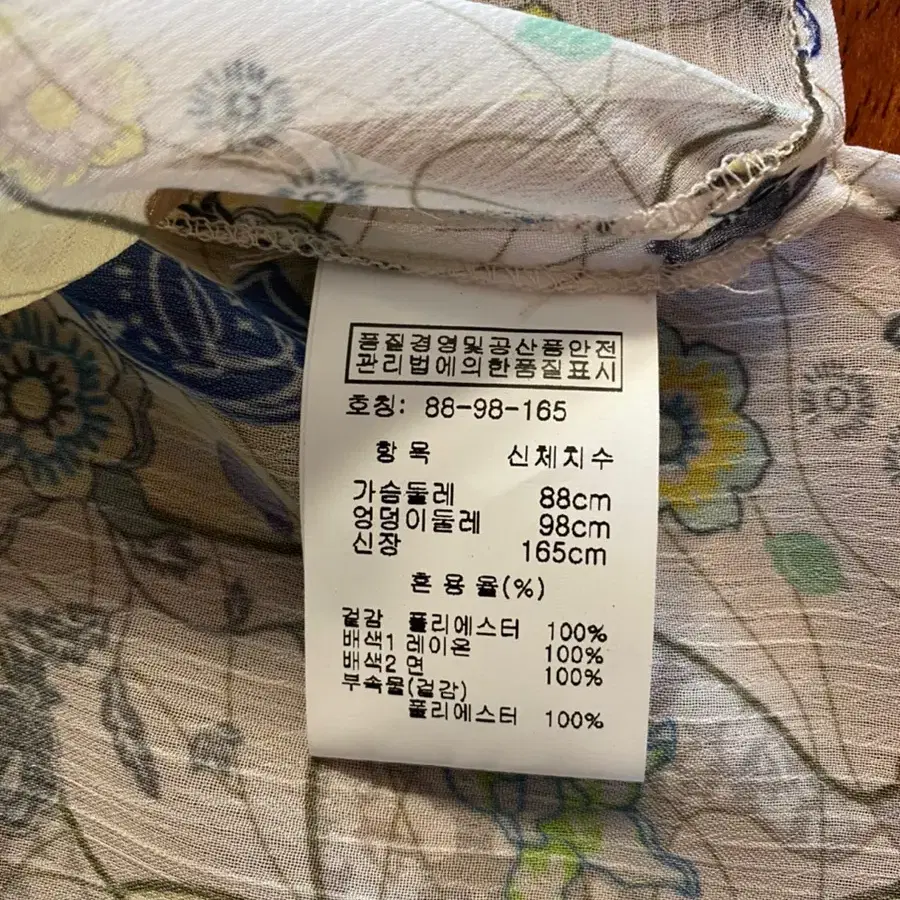 품질경영및공산품안전
관리법에의한품질표시
호칭: 88-98-165
항 목 신체치수
가슴둘레 88cm
엉덩이둘레 98cm
신장 165cm
혼 용 율(%)
겉감 폴리에스터 100%
배색1 레이온 100%
배색2 면 100%
부속물(겉감)
폴리에스터 100%